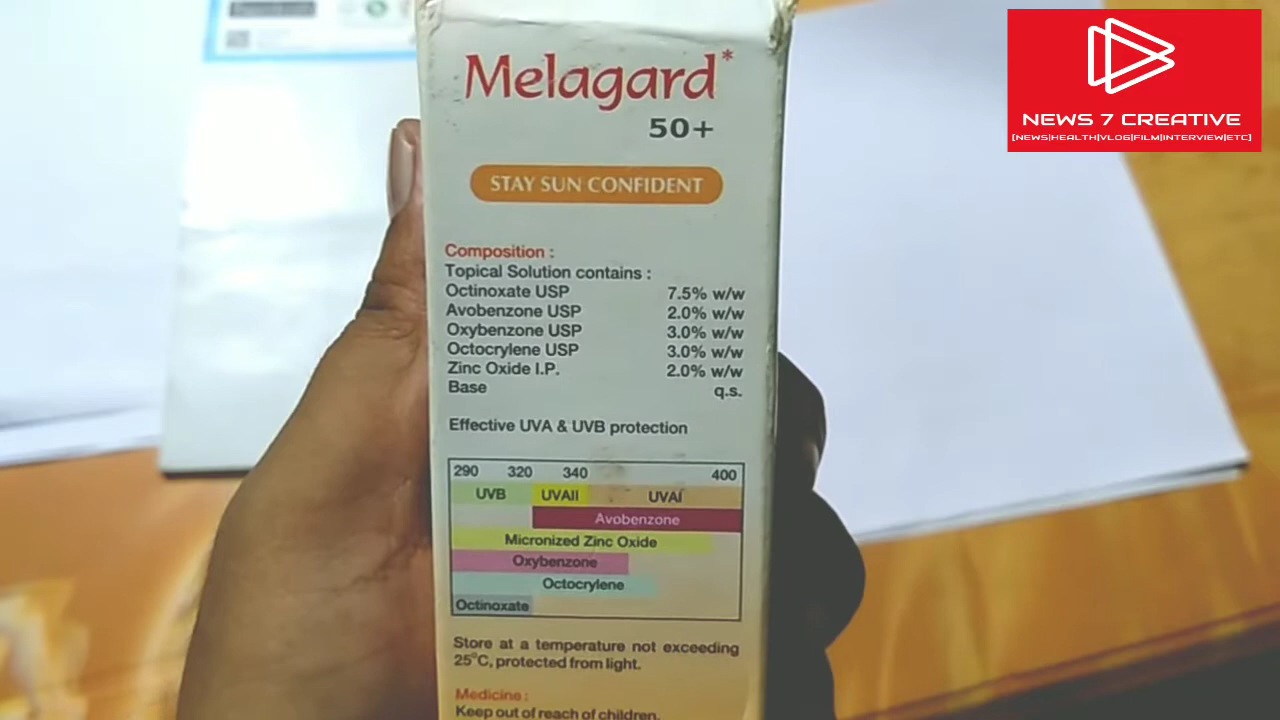 Melagard*
50+
STAY SUN CONFIDENT
Composition :
Topical Solution contains :
Octinoxate USP 7.5% w/w
Avobenzone USP 2.0% w/w
Oxybenzone USP 3.0% w/w
Octocrylene USP 3.0% w/w
Zinc Oxide I.P. 2.0% w/w
Base q.s.
Effective UVA & UVB protection
290 320 340 400
UVB UVAII UVAI
Avobenzone
Micronized Zinc Oxide
Oxybenzone
Octocrylene
Octinoxate
Store at a temperature not exceeding
25°C, protected from light.
Medicine :
Keep out of reach of children.
NEWS 7 CREATIVE
[NEWS|HEALTH|VLOG|FILM|INTERVIEW|ETC]